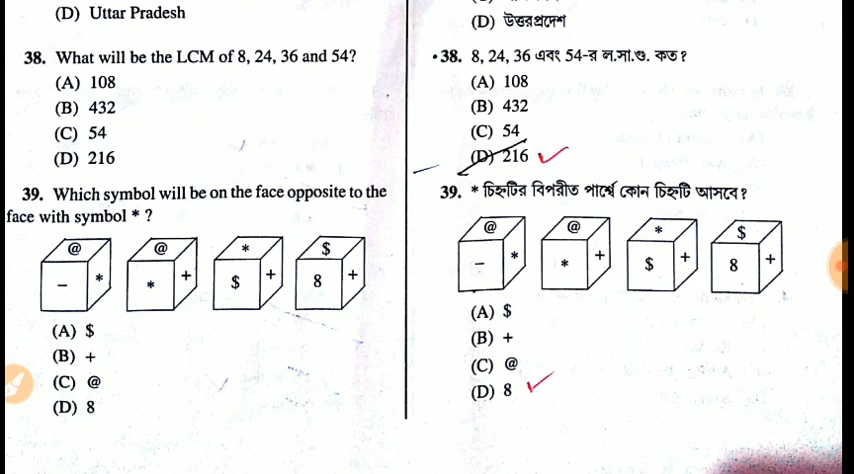 (D) Uttar Pradesh
38. What will be the LCM of 8, 24, 36 and 54?
(A) 108
(B) 432
(C) 54
(D) 216
39. Which symbol will be on the face opposite to the
face with symbol * ?
@ − *
@ * +
* $ +
$ 8 +
(A) $
(B) +
(C) @
(D) 8
(D) উত্তরপ্রদেশ
38. 8, 24, 36 এবং 54-র ল.সা.গু. কত ?
(A) 108
(B) 432
(C) 54
(D) 216
39. * চিহ্নটির বিপরীত পার্শ্বে কোন চিহ্নটি আসবে ?
@ − *
@ * +
* $ +
$ 8 +
(A) $
(B) +
(C) @
(D) 8